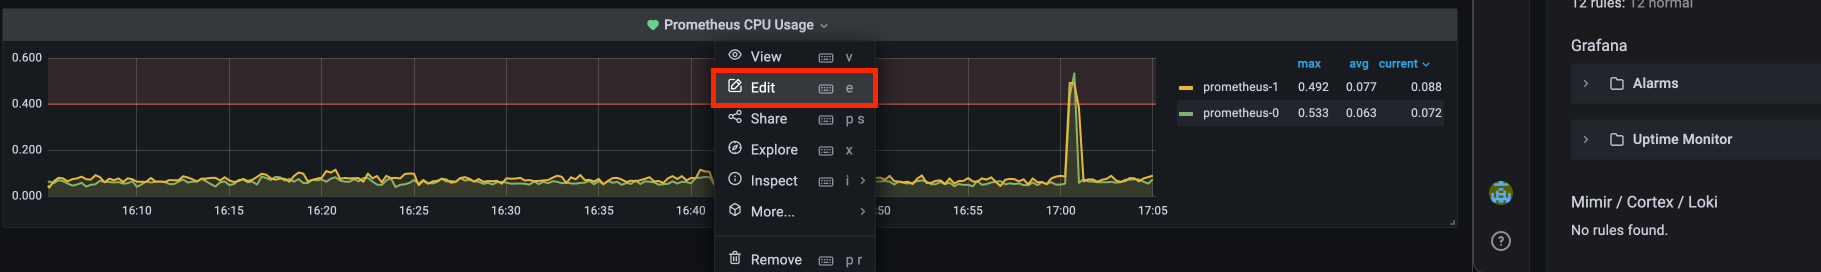 Prometheus CPU Usage
0.600
0.400
0.200
0.000
16:10 16:15 16:20 16:25 16:30 16:35 16:40 :50 16:55 17:00 17:05
View v
Edit e
Share p s
Explore x
Inspect i
More...
Remove p r
max avg current
prometheus-1 0.492 0.077 0.088
prometheus-0 0.533 0.063 0.072
12 rules: 12 normal
Grafana
Alarms
Uptime Monitor
Mimir / Cortex / Loki
No rules found.
?